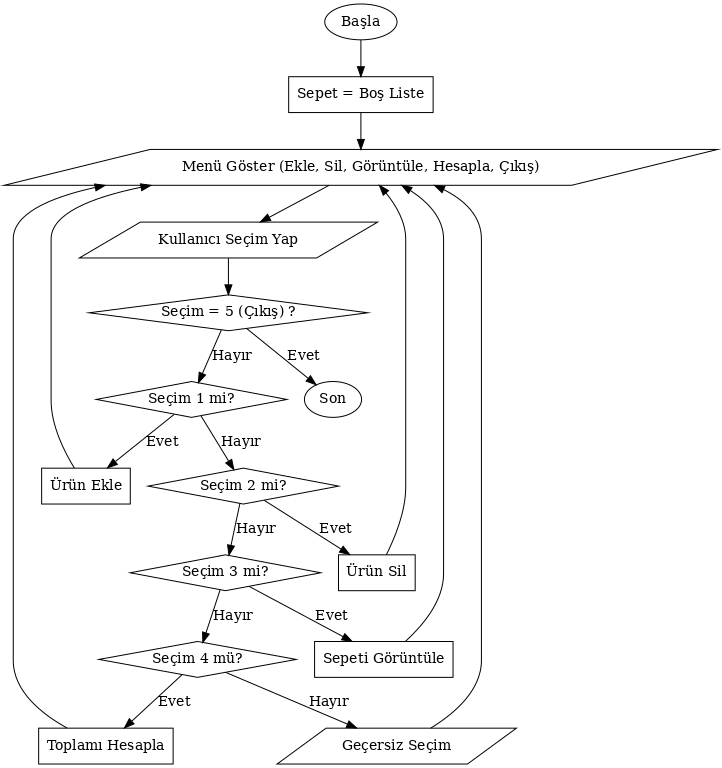 Başla
Sepet = Boş Liste
Menü Göster (Ekle, Sil, Görüntüle, Hesapla, Çıkış)
Kullanıcı Seçim Yap
Seçim = 5 (Çıkış) ?
Hayır
Evet
Seçim 1 mi?
Son
Evet
Hayır
Ürün Ekle
Seçim 2 mi?
Hayır
Evet
Seçim 3 mi?
Ürün Sil
Hayır
Evet
Seçim 4 mü?
Sepeti Görüntüle
Evet
Hayır
Toplamı Hesapla
Geçersiz Seçim